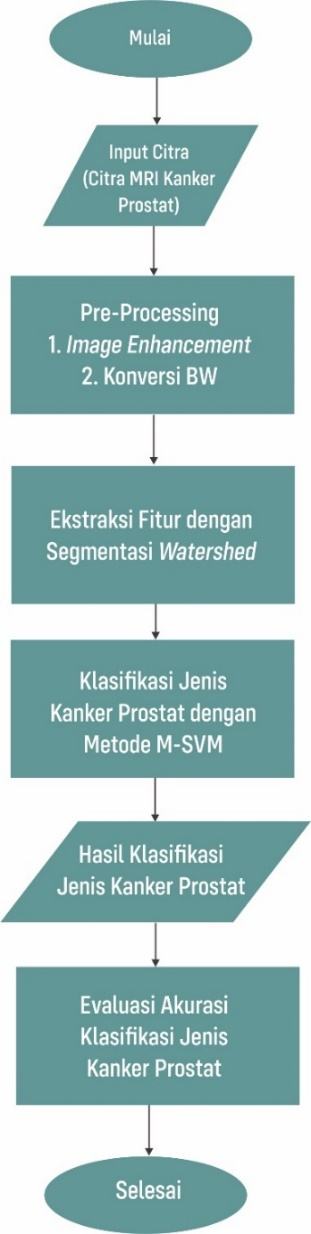 Mulai
Input Citra
(Citra MRI Kanker
Prostat)
Pre-Processing
1. Image Enhancement
2. Konversi BW
Ekstraksi Fitur dengan
Segmentasi Watershed
Klasifikasi Jenis
Kanker Prostat dengan
Metode M-SVM
Hasil Klasifikasi
Jenis Kanker Prostat
Evaluasi Akurasi
Klasifikasi Jenis
Kanker Prostat
Selesai